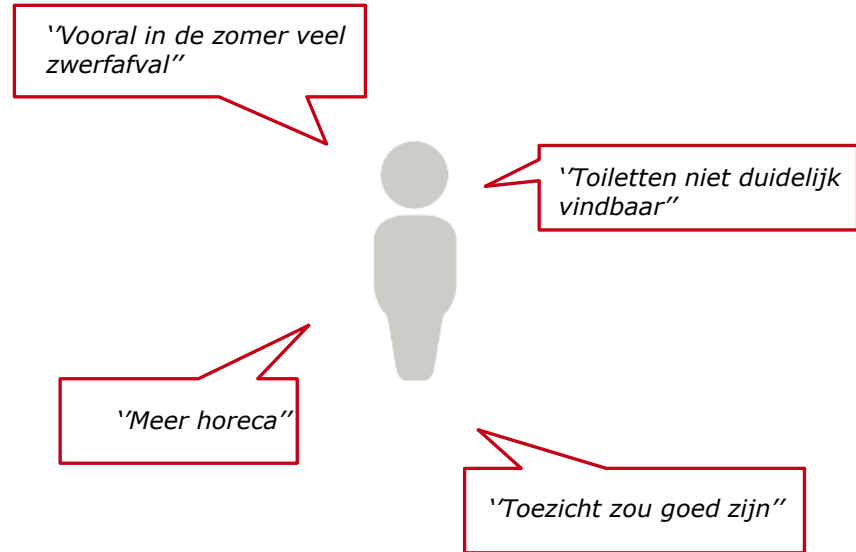 ‘’Vooral in de zomer veel
zwerfafval’’
‘’Toiletten niet duidelijk
vindbaar’’
‘’Meer horeca’’
‘’Toezicht zou goed zijn’’